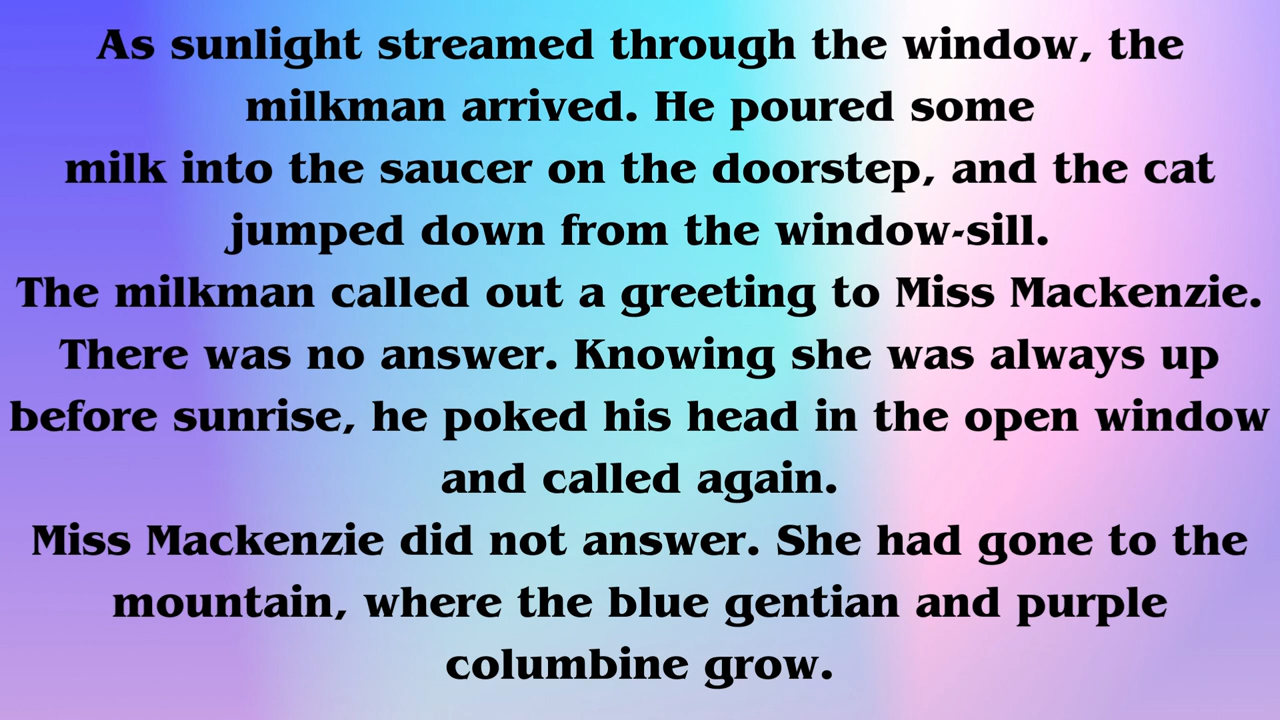 As sunlight streamed through the window, the
milkman arrived. He poured some
milk into the saucer on the doorstep, and the cat
jumped down from the window-sill.
The milkman called out a greeting to Miss Mackenzie.
There was no answer. Knowing she was always up
before sunrise, he poked his head in the open window
and called again.
Miss Mackenzie did not answer. She had gone to the
mountain, where the blue gentian and purple
columbine grow.